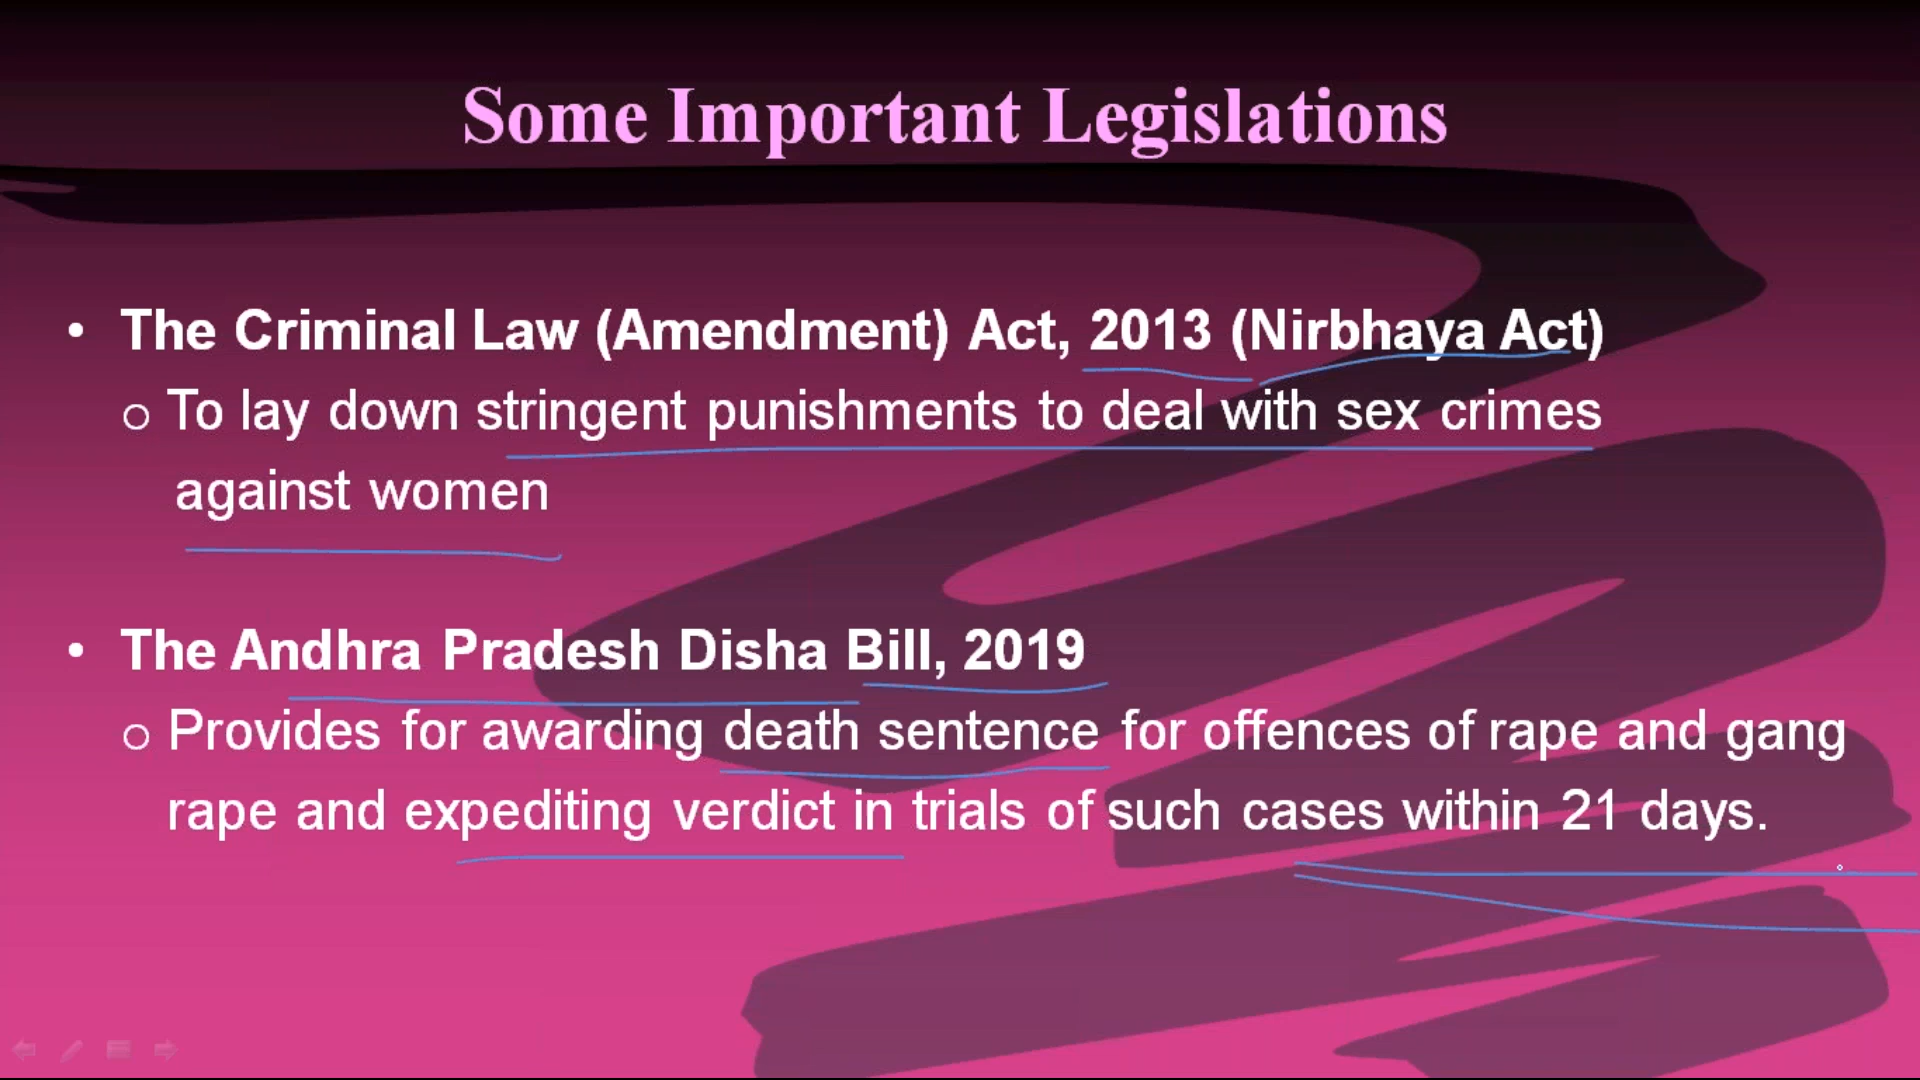 Some Important Legislations
• The Criminal Law (Amendment) Act, 2013 (Nirbhaya Act)
o To lay down stringent punishments to deal with sex crimes
against women
• The Andhra Pradesh Disha Bill, 2019
o Provides for awarding death sentence for offences of rape and gang
rape and expediting verdict in trials of such cases within 21 days.